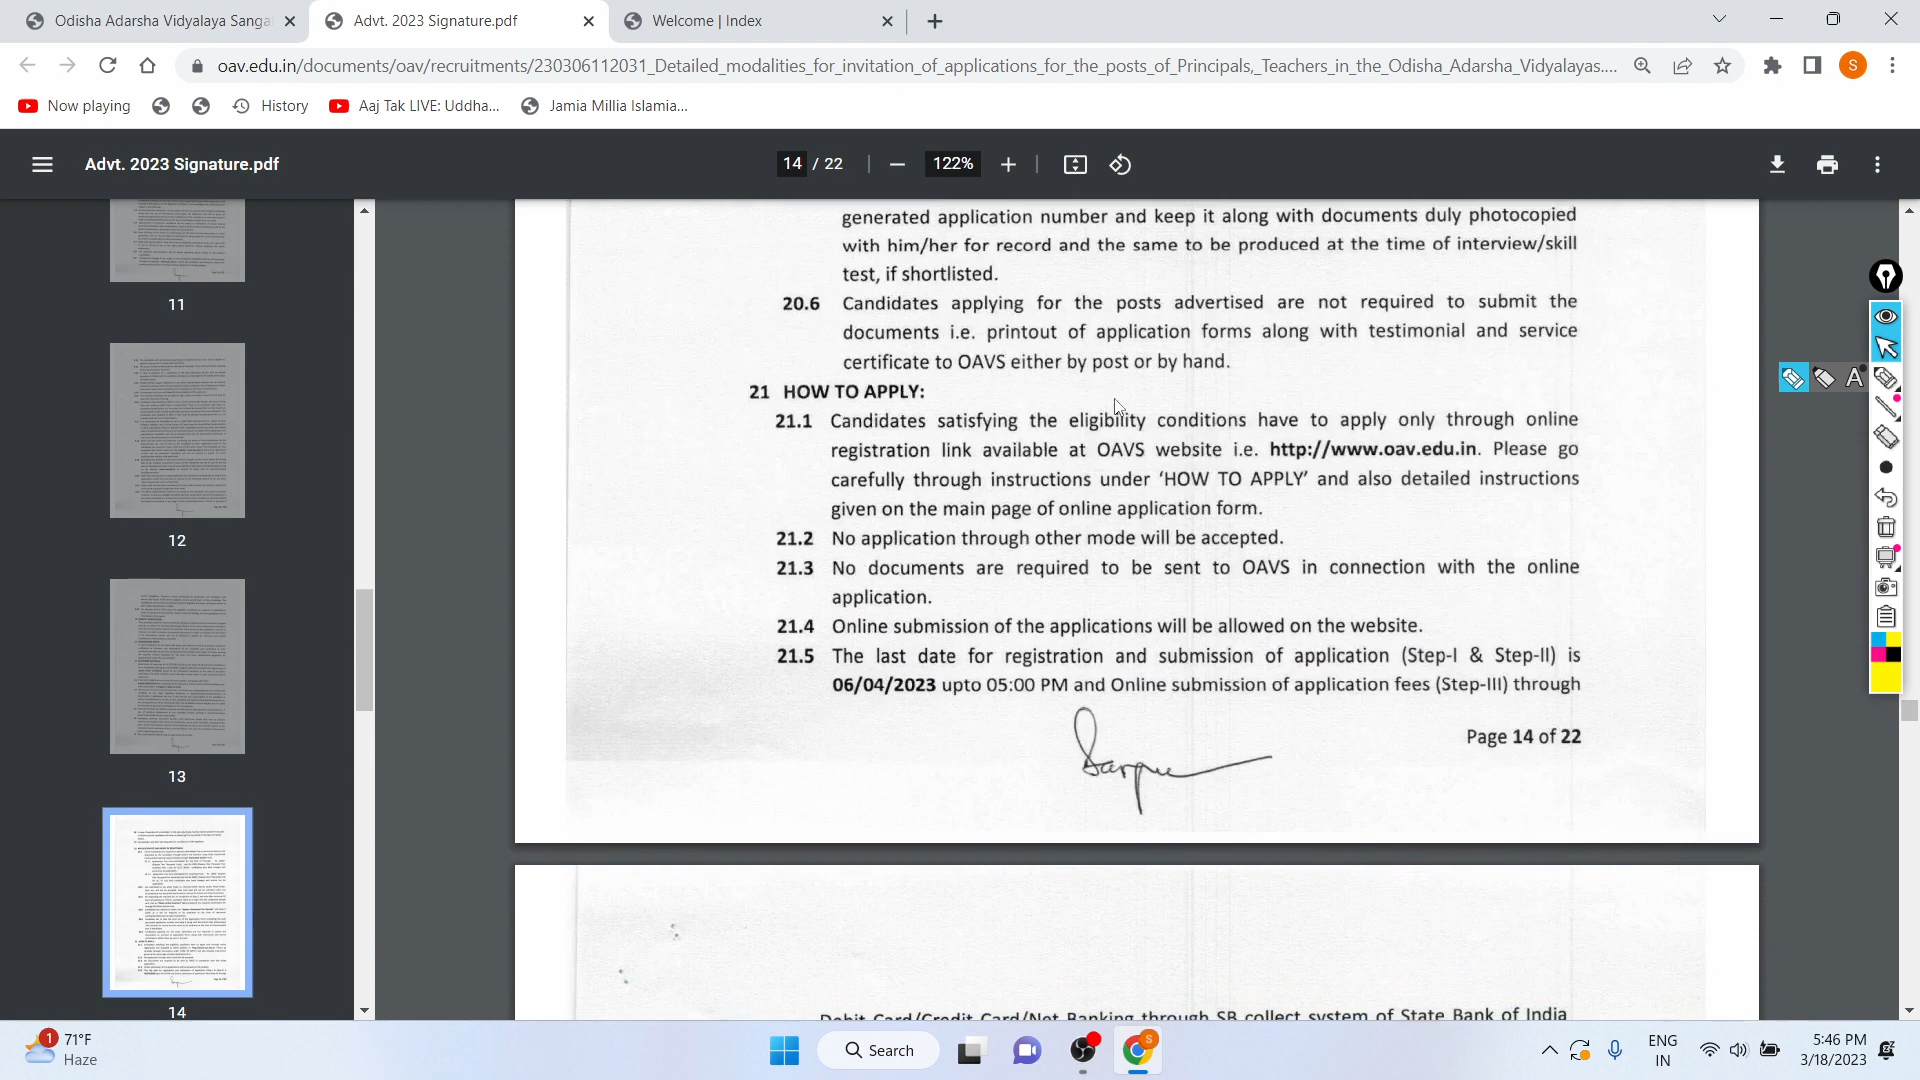 Odisha Adarsha Vidyalaya Sanga
Advt. 2023 Signature.pdf
Welcome | Index
oav.edu.in/documents/oav/recruitments/230306112031_Detailed_modalities_for_invitation_of_applications_for_the_posts_of_Principals,_Teachers_in_the_Odisha_Adarsha_Vidyalayas....
S
Now playing
History
Aaj Tak LIVE: Uddha...
Jamia Millia Islamia...
Advt. 2023 Signature.pdf
14 / 22
122%
11
12
13
14
generated application number and keep it along with documents duly photocopied
with him/her for record and the same to be produced at the time of interview/skill
test, if shortlisted.
20.6 Candidates applying for the posts advertised are not required to submit the
documents i.e. printout of application forms along with testimonial and service
certificate to OAVS either by post or by hand.
21 HOW TO APPLY:
21.1 Candidates satisfying the eligibility conditions have to apply only through online
registration link available at OAVS website i.e. http://www.oav.edu.in. Please go
carefully through instructions under 'HOW TO APPLY' and also detailed instructions
given on the main page of online application form.
21.2 No application through other mode will be accepted.
21.3 No documents are required to be sent to OAVS in connection with the online
application.
21.4 Online submission of the applications will be allowed on the website.
21.5 The last date for registration and submission of application (Step-I & Step-II) is
06/04/2023 upto 05:00 PM and Online submission of application fees (Step-III) through
Page 14 of 22
Debit Card/Credit Card/Net Banking through SB collect system of State Bank of India
A
1
71°F
Haze
Search
S
ENG
IN
5:46 PM
3/18/2023